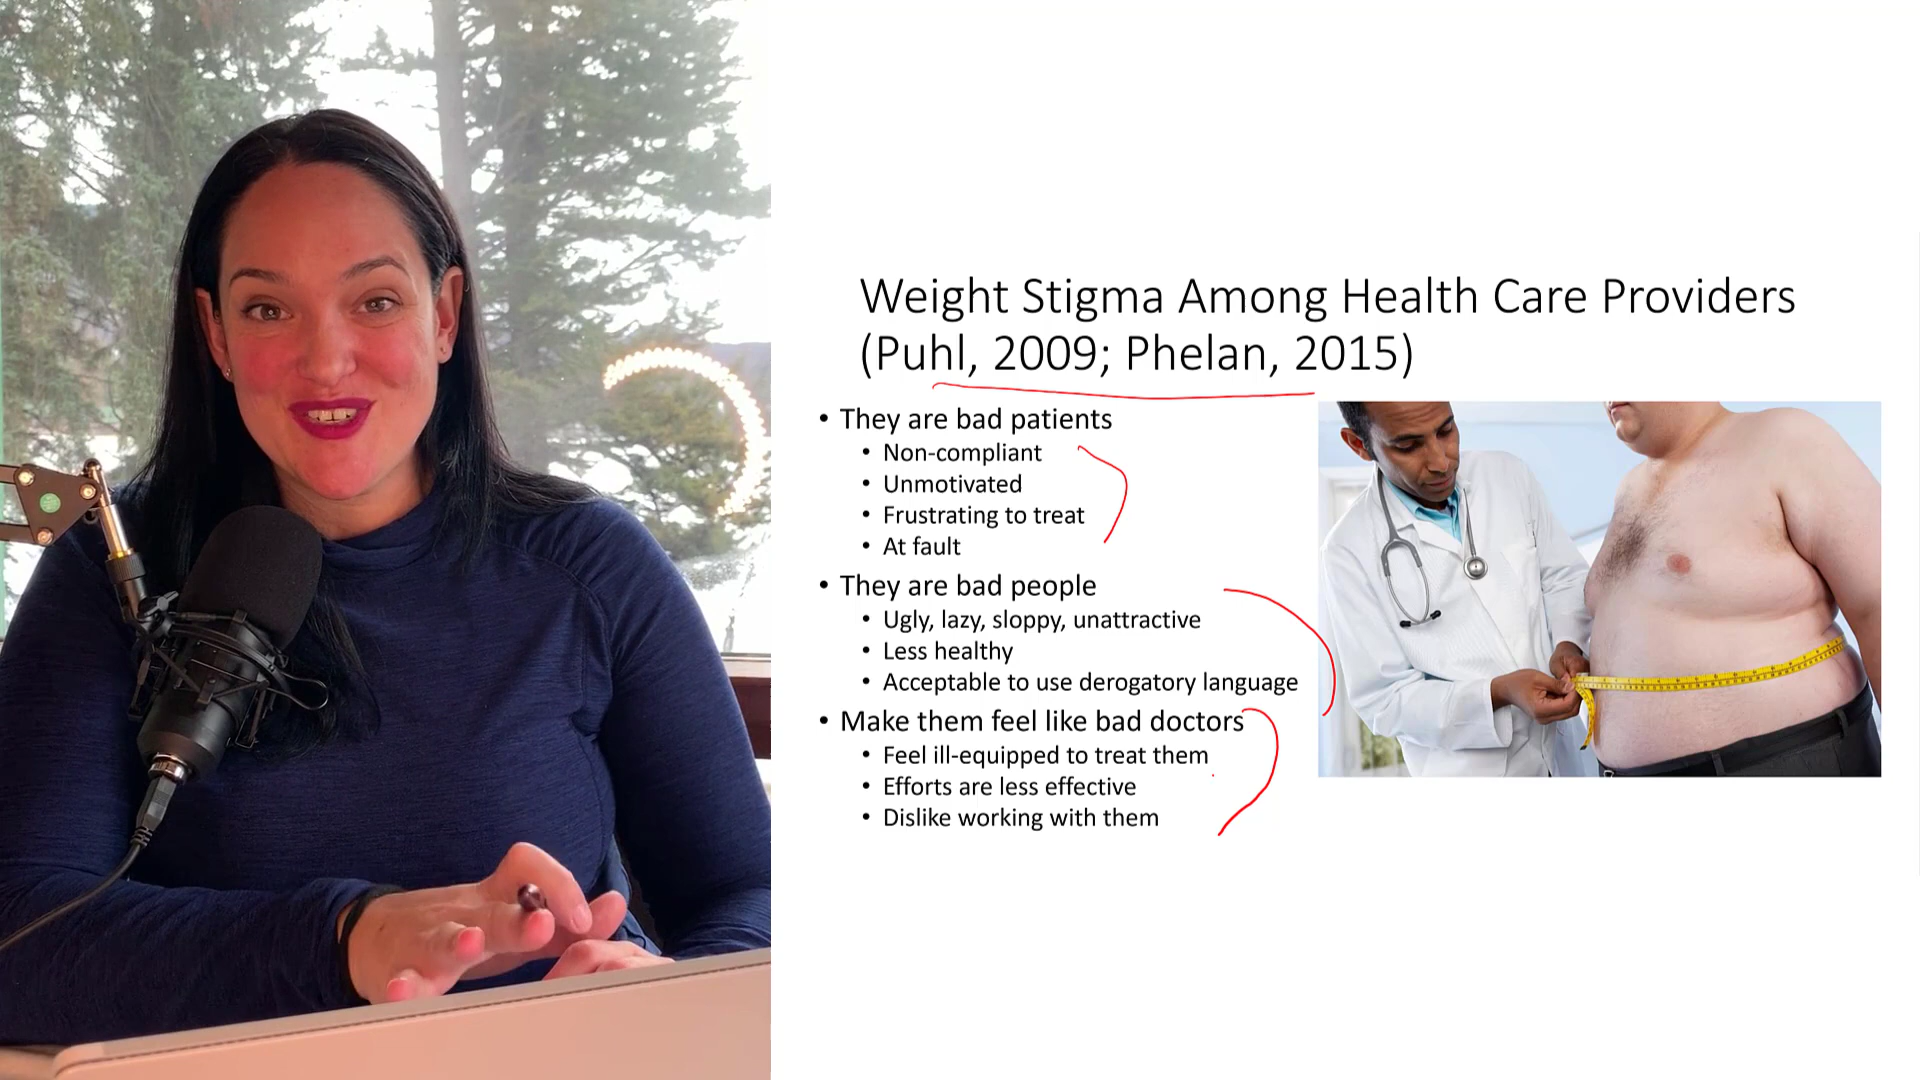 Weight Stigma Among Health Care Providers
(Puhl, 2009; Phelan, 2015)
• They are bad patients
• Non-compliant
• Unmotivated
• Frustrating to treat
• At fault
• They are bad people
• Ugly, lazy, sloppy, unattractive
• Less healthy
• Acceptable to use derogatory language
• Make them feel like bad doctors
• Feel ill-equipped to treat them
• Efforts are less effective
• Dislike working with them